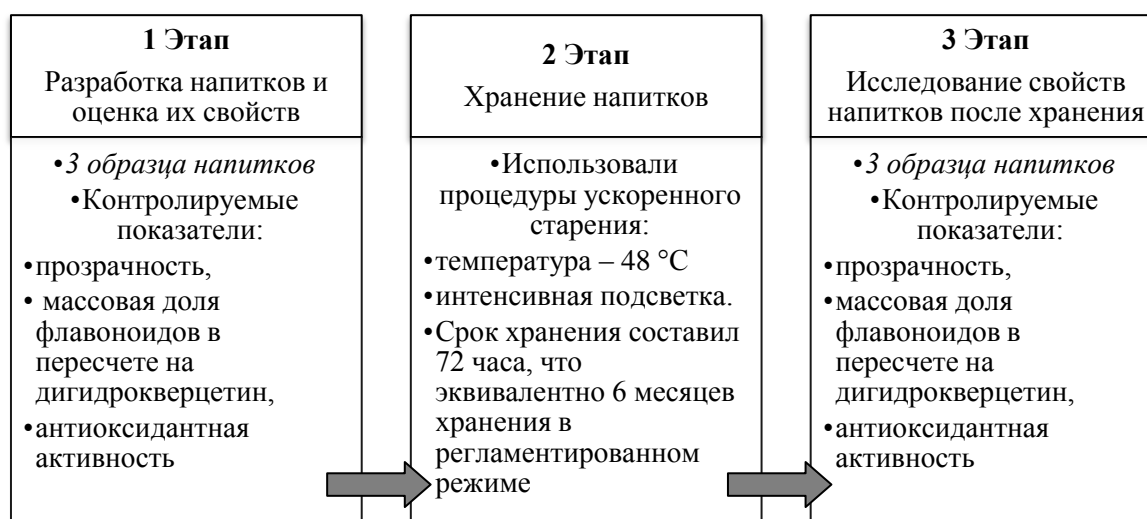 1 Этап
Разработка напитков и
оценка их свойств
•3 образца напитков
•Контролируемые
показатели:
•прозрачность,
• массовая доля
флавоноидов в
пересчете на
дигидрокверцетин,
•антиоксидантная
активность
2 Этап
Хранение напитков
•Использовали
процедуры ускоренного
старения:
•температура – 48 °С
•интенсивная подсветка.
•Срок хранения составил
72 часа, что
эквивалентно 6 месяцев
хранения в
регламентированном
режиме
3 Этап
Исследование свойств
напитков после хранения
•3 образца напитков
•Контролируемые
показатели:
•прозрачность,
•массовая доля
флавоноидов в
пересчете на
дигидрокверцетин,
•антиоксидантная
активность